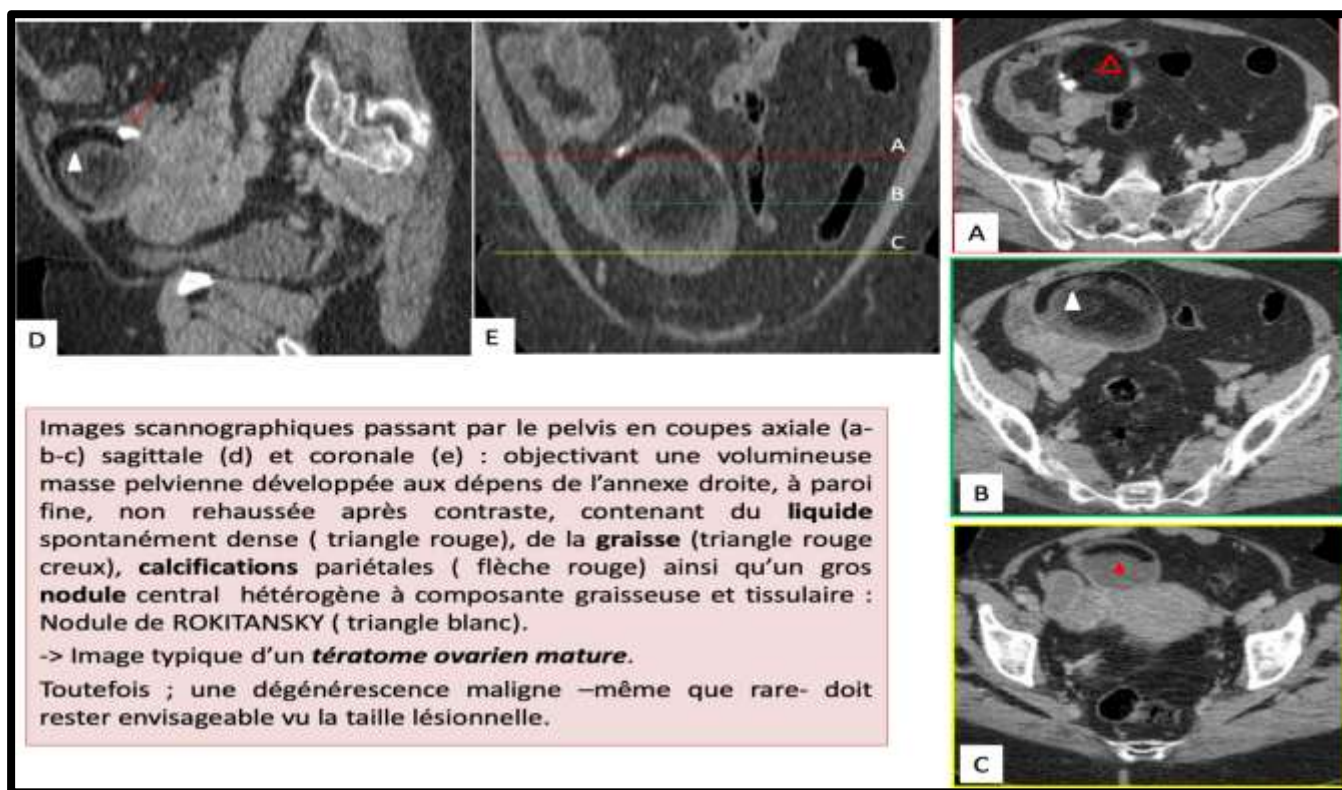 D
E
A
B
C
A
B
C
Images scannographiques passant par le pelvis en coupes axiale (a-
b-c) sagittale (d) et coronale (e) : objectivant une volumineuse
masse pelvienne développée aux dépens de l’annexe droite, à paroi
fine, non rehaussée après contraste, contenant du liquide
spontanément dense ( triangle rouge), de la graisse (triangle rouge
creux), calcifications pariétales ( flèche rouge) ainsi qu’un gros
nodule central hétérogène à composante graisseuse et tissulaire :
Nodule de ROKITANSKY ( triangle blanc).
-> Image typique d’un tératome ovarien mature.
Toutefois ; une dégénérescence maligne –même que rare- doit
rester envisageable vu la taille lésionnelle.